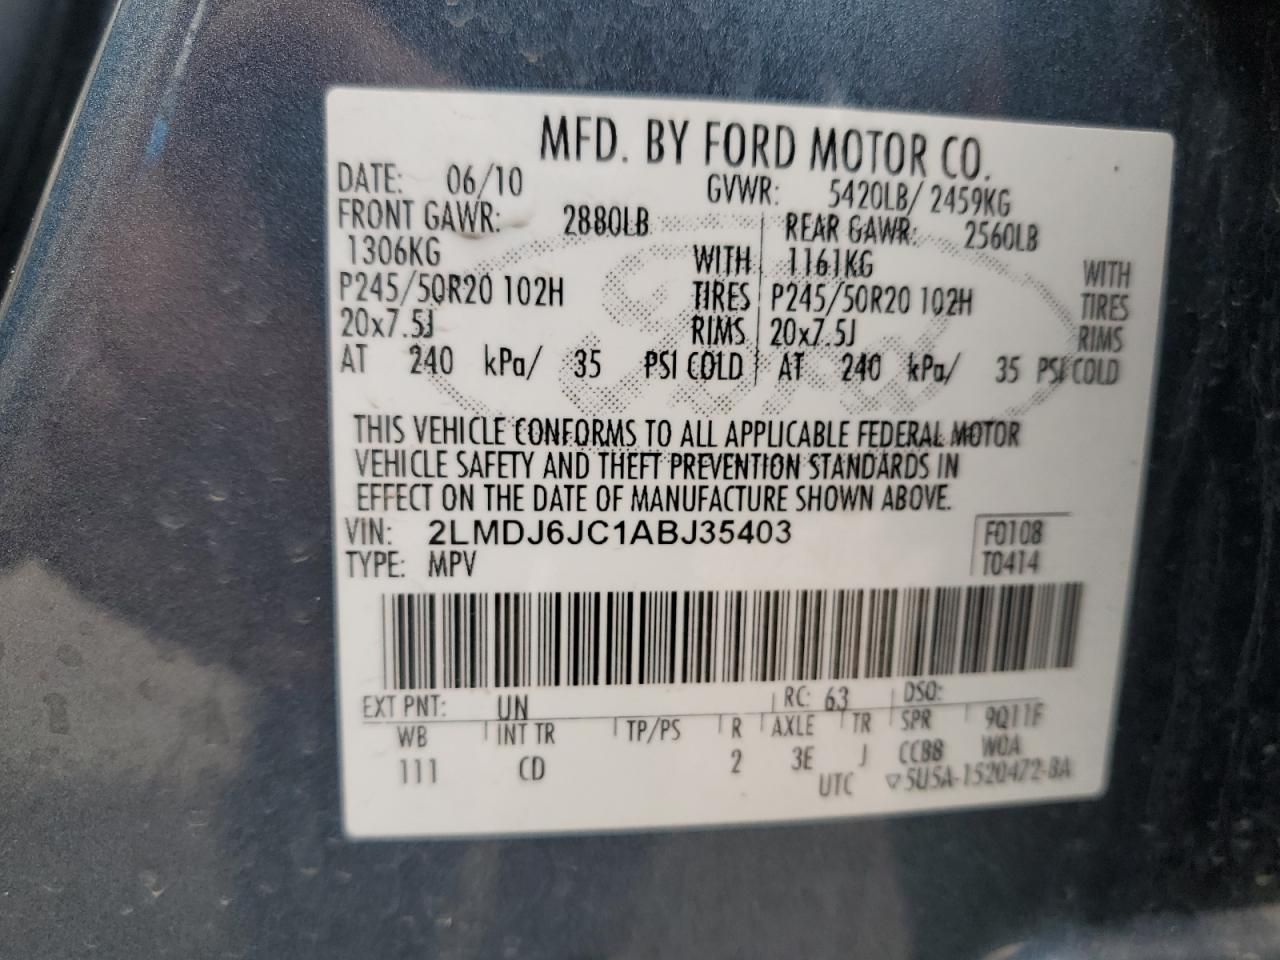 MFD. BY FORD MOTOR CO.
DATE: 06/10 GVWR: 5420LB/ 2459KG
FRONT GAWR: 2880LB REAR GAWR: 2560LB
1306KG WITH 1161KG WITH
P245/50R20 102H TIRES P245/50R20 102H TIRES
20x7.5J RIMS 20x7.5J RIMS
AT 240 kPa/ 35 PSI COLD AT 240 kPa/ 35 PSI COLD
THIS VEHICLE CONFORMS TO ALL APPLICABLE FEDERAL MOTOR
VEHICLE SAFETY AND THEFT PREVENTION STANDARDS IN
EFFECT ON THE DATE OF MANUFACTURE SHOWN ABOVE.
VIN: 2LMDJ6JC1ABJ35403 F0108
TYPE: MPV T0414
EXT PNT: UN RC: 63 DSO:
WB INT TR TP/PS R AXLE TR SPR 9Q11F
111 CD 2 3E J CCBB WOA
UTC ▽5U5A-1520472-BA